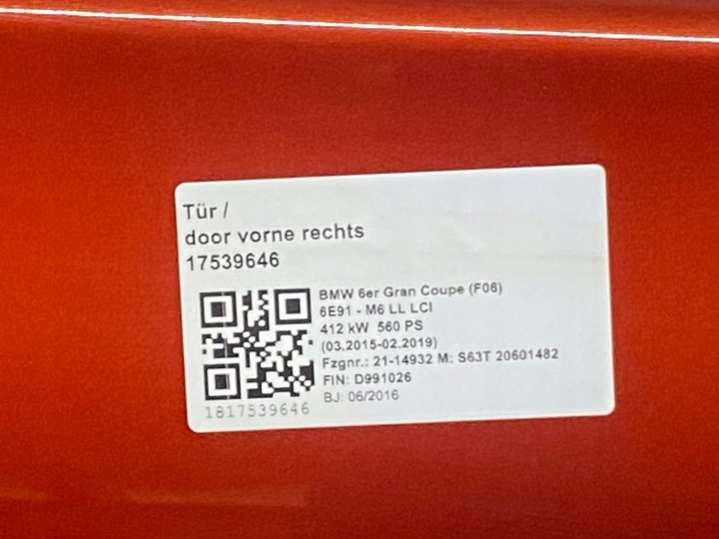 Tür /
door vorne rechts
17539646
BMW 6er Gran Coupe (F06)
6E91 - M6 LL LCI
412 kW 560 PS
(03.2015-02.2019)
Fzgnr.: 21-14932 M: S63T 20601482
FIN: D991026
BJ: 06/2016
1817539646